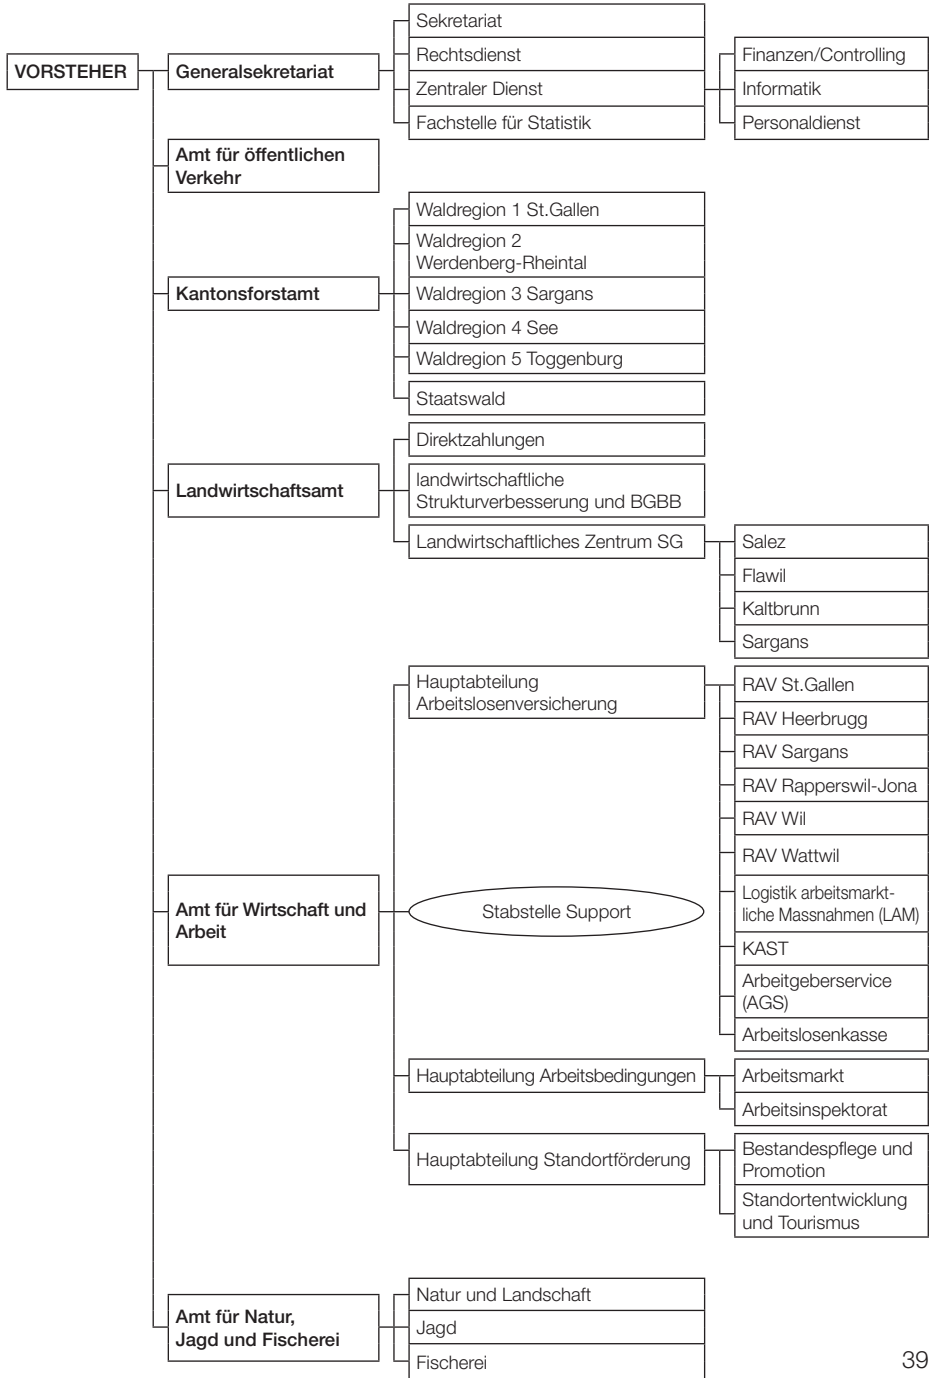 VORSTEHER
Generalsekretariat
Sekretariat
Rechtsdienst
Zentraler Dienst
Fachstelle für Statistik
Finanzen/Controlling
Informatik
Personaldienst
Amt für öffentlichen
Verkehr
Kantonsforstamt
Waldregion 1 St.Gallen
Waldregion 2
Werdenberg-Rheintal
Waldregion 3 Sargans
Waldregion 4 See
Waldregion 5 Toggenburg
Staatswald
Landwirtschaftsamt
Direktzahlungen
landwirtschaftliche
Strukturverbesserung und BGBB
Landwirtschaftliches Zentrum SG
Salez
Flawil
Kaltbrunn
Sargans
Amt für Wirtschaft und
Arbeit
Hauptabteilung
Arbeitslosenversicherung
RAV St.Gallen
RAV Heerbrugg
RAV Sargans
RAV Rapperswil-Jona
RAV Wil
RAV Wattwil
Logistik arbeitsmarkt-
liche Massnahmen (LAM)
KAST
Arbeitgeberservice
(AGS)
Arbeitslosenkasse
Stabstelle Support
Hauptabteilung Arbeitsbedingungen
Arbeitsmarkt
Arbeitsinspektorat
Hauptabteilung Standortförderung
Bestandespflege und
Promotion
Standortentwicklung
und Tourismus
Amt für Natur,
Jagd und Fischerei
Natur und Landschaft
Jagd
Fischerei
39